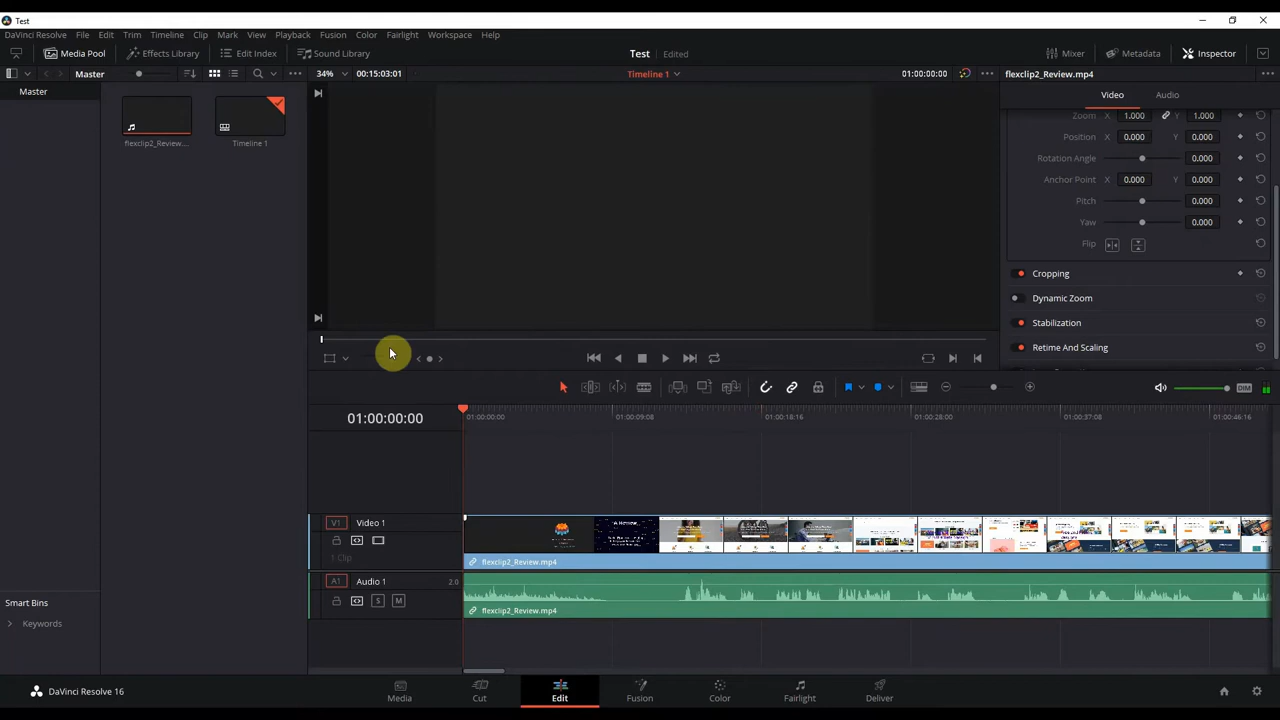 Test
DaVinci Resolve File Edit Trim Timeline Clip Mark View Playback Fusion Color Fairlight Workspace Help
Media Pool Effects Library Edit Index Sound Library Test Edited Mixer Metadata Inspector
Master 34% 00:15:03:01 Timeline 1 01:00:00:00 flexclip2_Review.mp4
Master
Video Audio
Zoom X 1.000 Y 1.000
Position X 0.000 Y 0.000
flexclip2_Review... Timeline 1
Rotation Angle 0.000
Anchor Point X 0.000 Y 0.000
Pitch 0.000
Yaw 0.000
Flip
Cropping
Dynamic Zoom
Stabilization
Retime And Scaling
DIM
01:00:00:00
01:00:00:00 01:00:09:08 01:00:18:16 01:00:28:00 01:00:37:08 01:00:46:16
V1 Video 1
1 Clip
flexclip2_Review.mp4
A1 Audio 1 2.0
S M
flexclip2_Review.mp4
Smart Bins
Keywords
DaVinci Resolve 16
Media Cut Edit Fusion Color Fairlight Deliver